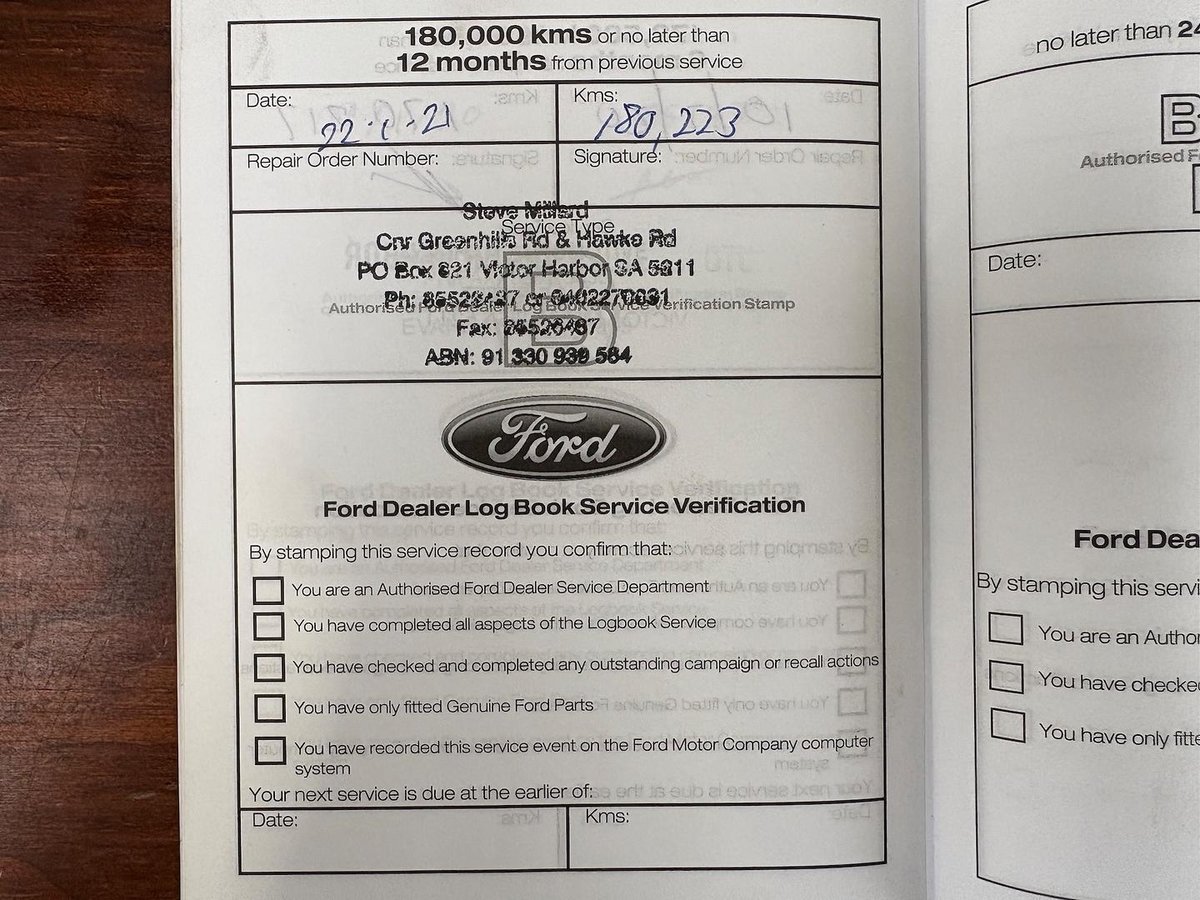 180,000 kms or no later than
12 months from previous service
Date:
22·1·21
Kms:
180,223
Repair Order Number:
Signature:
Steve Millard
Service Type
Cnr Greenhills Rd & Hawke Rd
PO Box 821 Victor Harbor SA 5211
B
Authorised Ford Dealer Log Book Service Verification Stamp
Ph: or
Fax:
ABN: 91 330 939 584
Ford
Ford Dealer Log Book Service Verification
By stamping this service record you confirm that:
You are an Authorised Ford Dealer Service Department
You have completed all aspects of the Logbook Service
You have checked and completed any outstanding campaign or recall actions
You have only fitted Genuine Ford Parts
You have recorded this service event on the Ford Motor Company computer
system
Your next service is due at the earlier of:
Date:
Kms:
no later than 24
B
Authorised F
Date:
Ford Dea
By stamping this servi
You are an Autho
You have checked
You have only fitte